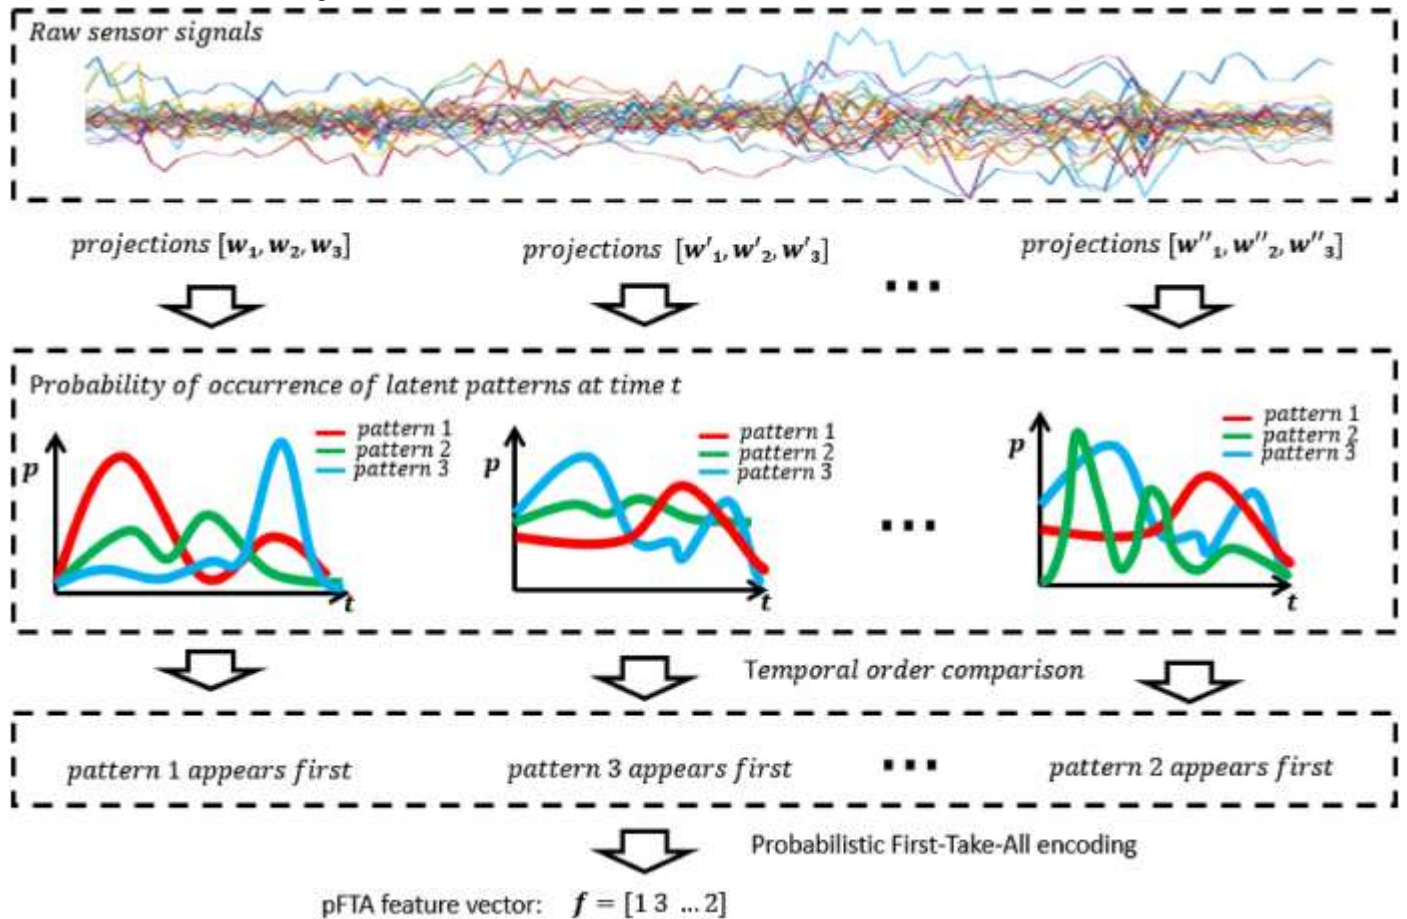 Raw sensor signals
projections [w₁, w₂, w₃]
projections [w'₁, w'₂, w'₃]
projections [w''₁, w''₂, w''₃]
...
Probability of occurrence of latent patterns at time t
p
pattern 1
pattern 2
pattern 3
t
p
pattern 1
pattern 2
pattern 3
t
...
p
pattern 1
pattern 2
pattern 3
t
Temporal order comparison
pattern 1 appears first
pattern 3 appears first
...
pattern 2 appears first
Probabilistic First-Take-All encoding
pFTA feature vector: f = [1 3 ... 2]